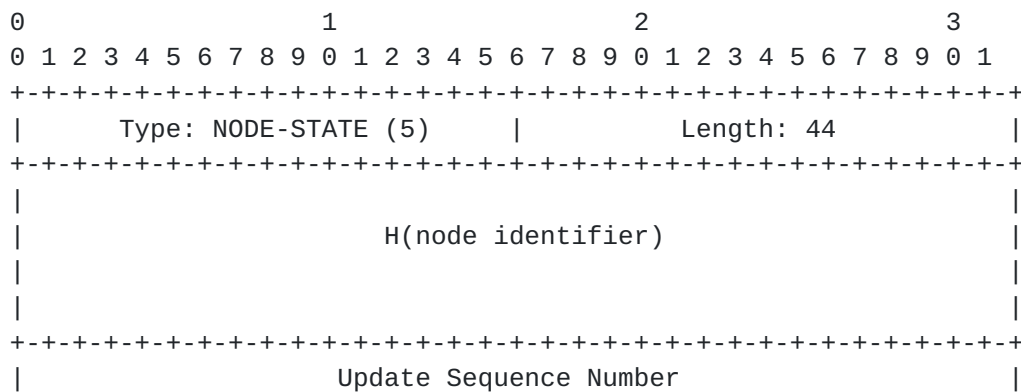 0                   1                   2                   3
0 1 2 3 4 5 6 7 8 9 0 1 2 3 4 5 6 7 8 9 0 1 2 3 4 5 6 7 8 9 0 1
+-+-+-+-+-+-+-+-+-+-+-+-+-+-+-+-+-+-+-+-+-+-+-+-+-+-+-+-+-+-+-+-+
|      Type: NODE-STATE (5)     |          Length: 44           |
+-+-+-+-+-+-+-+-+-+-+-+-+-+-+-+-+-+-+-+-+-+-+-+-+-+-+-+-+-+-+-+-+
|                                                               |
|                       H(node identifier)                      |
|                                                               |
|                                                               |
+-+-+-+-+-+-+-+-+-+-+-+-+-+-+-+-+-+-+-+-+-+-+-+-+-+-+-+-+-+-+-+-+
|                    Update Sequence Number                     |